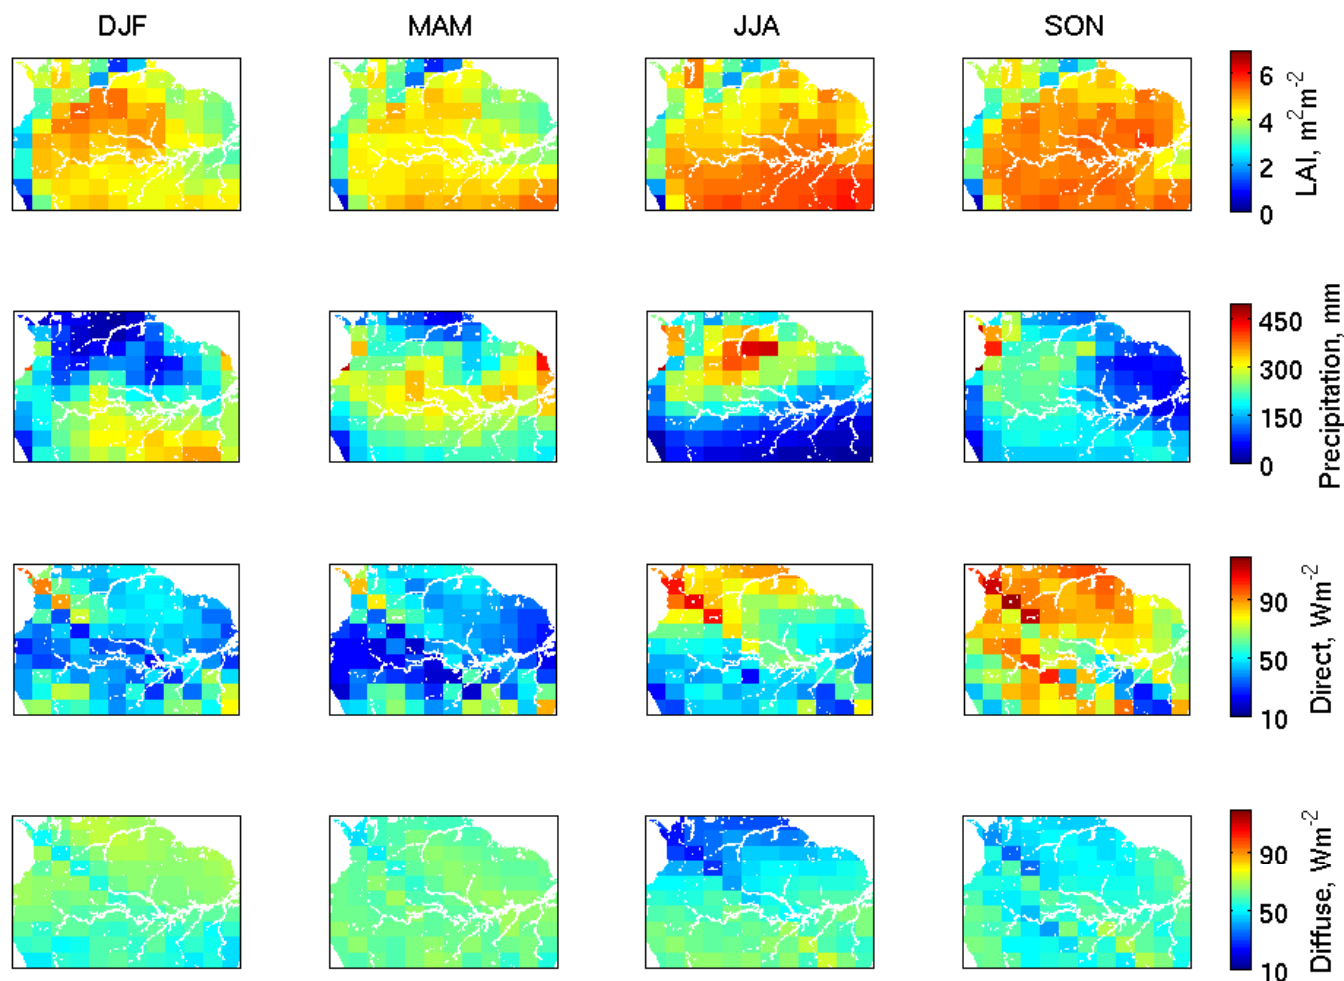 DJF MAM JJA SON
6
4
2
0
LAI, m²m⁻²
450
300
150
0
Precipitation, mm
90
50
10
Direct, Wm⁻²
90
50
10
Diffuse, Wm⁻²